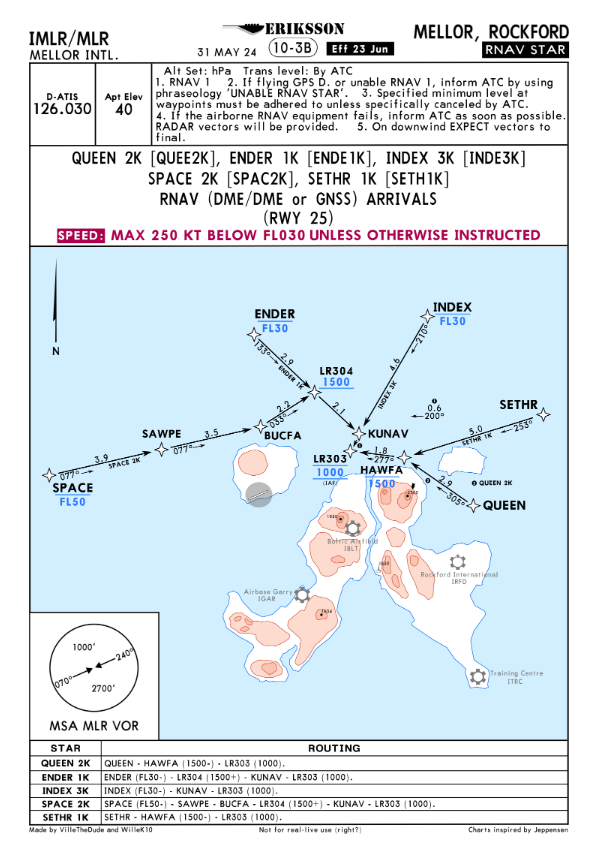 IMLR/MLR
MELLOR INTL.
ERIKSSON
31 MAY 24
10-3B
Eff 23 Jun
MELLOR, ROCKFORD
RNAV STAR
D-ATIS
126.030
Apt Elev
40
Alt Set: hPa Trans level: By ATC
1. RNAV 1 2. If flying GPS D. or unable RNAV 1, inform ATC by using
phraseology 'UNABLE RNAV STAR'. 3. Specified minimum level at
waypoints must be adhered to unless specifically canceled by ATC.
4. If the airborne RNAV equipment fails, inform ATC as soon as possible.
RADAR vectors will be provided. 5. On downwind EXPECT vectors to
final.
QUEEN 2K [QUEE2K], ENDER 1K [ENDE1K], INDEX 3K [INDE3K]
SPACE 2K [SPAC2K], SETHR 1K [SETH1K]
RNAV (DME/DME or GNSS) ARRIVALS
(RWY 25)
SPEED: MAX 250 KT BELOW FL030 UNLESS OTHERWISE INSTRUCTED
N
ENDER
FL30
INDEX
FL30
133°
2.9
ENDER 1K
210°
4.6
INDEX 3K
LR304
1500
2.2
033°
2.1
0.6
200°
SETHR
5.0
SETHR 1K
253°
SAWPE
3.5
077°
BUCFA
KUNAV
3.9
077°
SPACE 2K
SPACE
FL50
LR303
1000
(IAF)
1.8
277°
HAWFA
1500
2.9
305°
QUEEN 2K
QUEEN
Baltic Airfield
IBLT
Rockford International
IRFD
Airbase Garry
IGAR
Training Centre
ITRC
1000'
240°
070°
2700'
MSA MLR VOR
STAR ROUTING
QUEEN 2K QUEEN - HAWFA (1500-) - LR303 (1000).
ENDER 1K ENDER (FL30-) - LR304 (1500+) - KUNAV - LR303 (1000).
INDEX 3K INDEX (FL30-) - KUNAV - LR303 (1000).
SPACE 2K SPACE (FL50-) - SAWPE - BUCFA - LR304 (1500+) - KUNAV - LR303 (1000).
SETHR 1K SETHR - HAWFA (1500-) - LR303 (1000).
Made by VilleTheDude and WilleK10
Not for real-live use (right?)
Charts inspired by Jeppensen